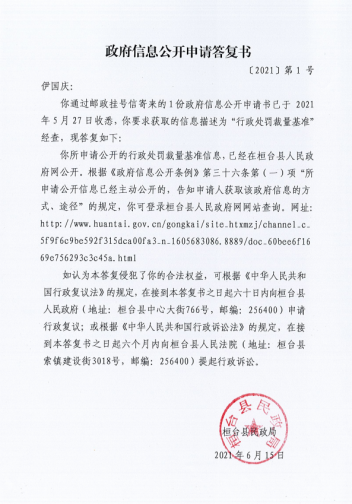 政府信息公开申请答复书
〔2021〕第 1 号
伊国庆：
你通过邮政挂号信寄来的1份政府信息公开申请书已于 2021
年 5 月 27 日收悉，你要求获取的信息描述为“行政处罚裁量基准”
经查，现答复如下：
你所申请公开的行政处罚裁量基准信息，已经在桓台县人民政
府网公开。根据《政府信息公开条例》第三十六条第（一）项“所
申请公开信息已经主动公开的，告知申请人获取该政府信息的方
式、途径”的规定，你可登录桓台县人民政府网网站查询。网址：
http://www.huantai.gov.cn/gongkai/site_htxmzj/channel_c.
5f9f6c9be592f315dca00fa3.n.1605683086.8889/doc_60bee6f16
69e756293c3c45a.html
如认为本答复侵犯了你的合法权益，可根据《中华人民共和
国行政复议法》的规定，在接到本答复书之日起六十日内向桓台县
人民政府（地址：桓台县中心大街766号，邮编：256400）申请
行政复议；或根据《中华人民共和国行政诉讼法》的规定，在接
到本答复书之日起六个月内向桓台县人民法院（地址：桓台县
索镇建设街3018号，邮编：256400）提起行政诉讼。
桓台县民政局
桓台县民政局
2021 年 6 月 15 日